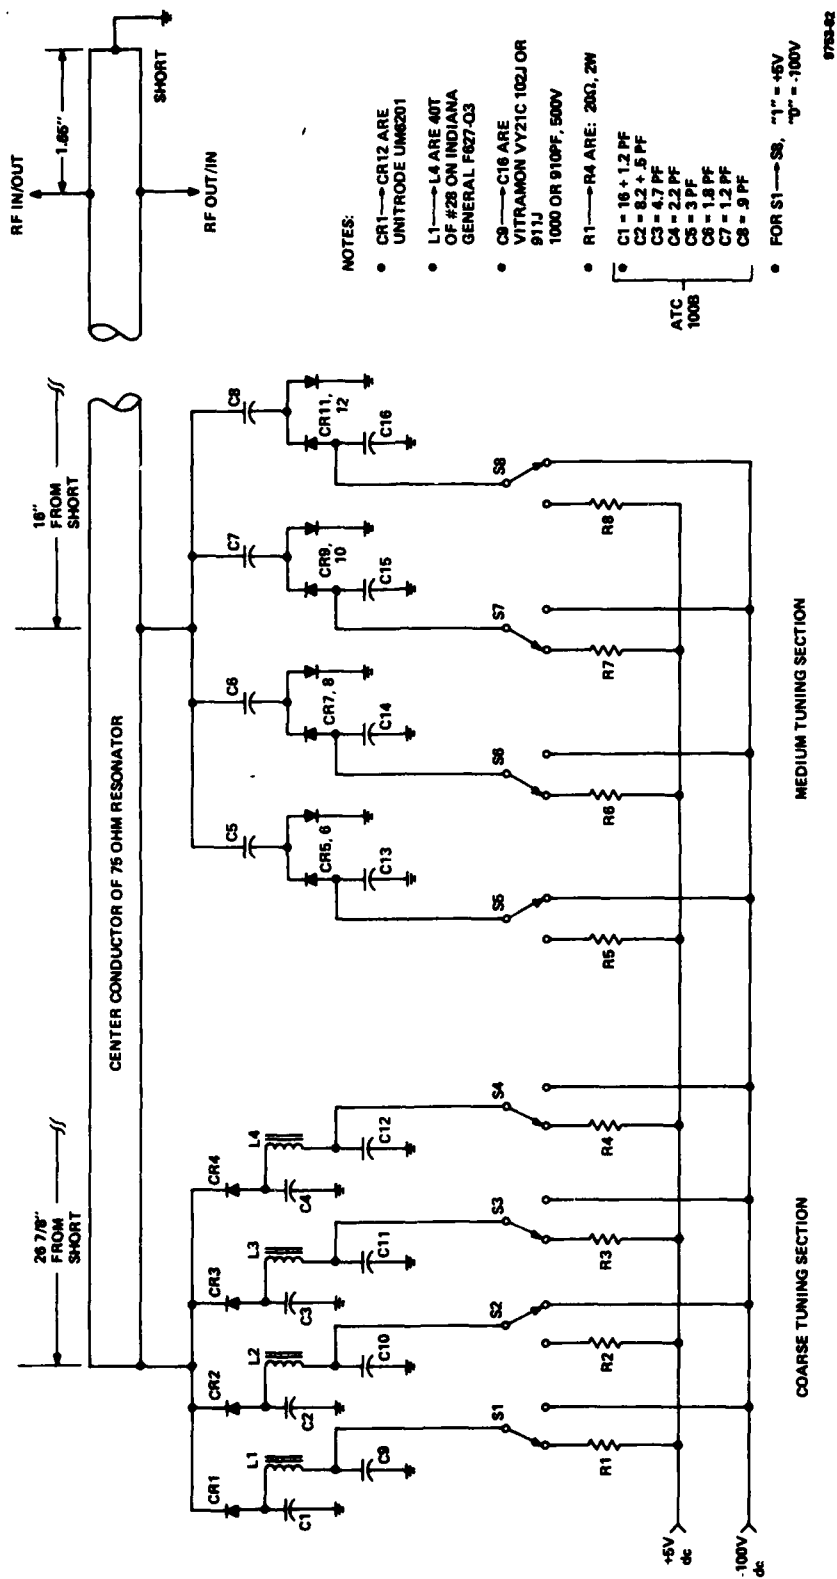 26 7/8"
FROM
SHORT
16"
FROM
SHORT
RF IN/OUT
1.85"
SHORT
RF OUT/IN
CENTER CONDUCTOR OF 75 OHM RESONATOR
CR1
CR2
CR3
CR4
L1
L2
L3
L4
C1
C2
C3
C4
C9
C10
C11
C12
C5
C6
C7
C8
CR5, 6
CR7, 8
CR9,
10
CR11,
12
C13
C14
C15
C16
S1
S2
S3
S4
S5
S6
S7
S8
R1
R2
R3
R4
R5
R6
R7
R8
+5V
dc
-100V
dc
COARSE TUNING SECTION
MEDIUM TUNING SECTION
NOTES:
• CR1→CR12 ARE
UNITRODE UM6201
• L1→L4 ARE 40T
OF #28 ON INDIANA
GENERAL F627-Q3
• C9→C16 ARE
VITRAMON VY21C 102J OR
911J
1000 OR 910PF, 500V
• R1→R4 ARE: 20Ω, 2W
ATC
100B
• C1 = 16 + 1.2 PF
C2 = 8.2 + .5 PF
C3 = 4.7 PF
C4 = 2.2 PF
C5 = 3 PF
C6 = 1.8 PF
C7 = 1.2 PF
C8 = .9 PF
• FOR S1→S8, "1" = +5V
"0" = -100V
9753-82